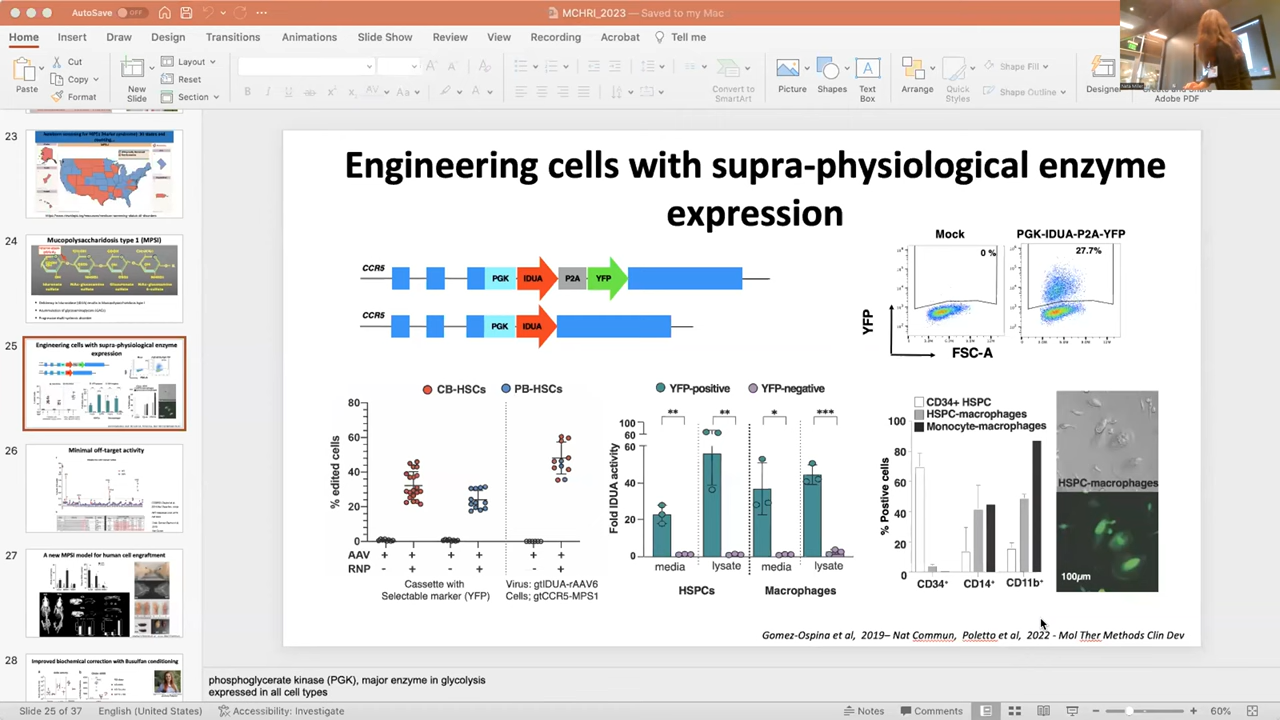 AutoSave OFF
MCHRI_2023 — Saved to my Mac
Home Insert Draw Design Transitions Animations Slide Show Review View Recording Acrobat Tell me
Paste
Cut
Copy
Format
New Slide
Layout
Reset
Section
Convert to SmartArt
Picture
Shapes
Text Box
Arrange
Quick Styles
Shape Fill
Shape Outline
Designer
Create and Share Adobe PDF
23
24
Mucopolysaccharidosis type 1 (MPSI)
25
Engineering cells with supra-physiological enzyme expression
26
Minimal off-target activity
27
A new MPSI model for human cell engraftment
28
Improved biochemical correction with Busulfan conditioning
Engineering cells with supra-physiological enzyme
expression
CCR5 PGK IDUA P2A YFP
CCR5 PGK IDUA
Mock
0 %
PGK-IDUA-P2A-YFP
27.7%
YFP
FSC-A
CB-HSCs PB-HSCs
% edited cells
80
60
40
20
0
AAV + + + + + +
RNP - + - + - +
Cassette with
Selectable marker (YFP)
Virus: gtIDUA-rAAV6
Cells; gtCCR5-MPS1
YFP-positive YFP-negative
** ** * ***
Fold IDUA activity
100
60
60
40
20
0
media lysate media lysate
HSPCs Macrophages
CD34+ HSPC
HSPC-macrophages
Monocyte-macrophages
% Positive cells
100
80
60
40
20
0
CD34+ CD14+ CD11b+
HSPC-macrophages
100µm
Gomez-Ospina et al, 2019– Nat Commun, Poletto et al, 2022 - Mol Ther Methods Clin Dev
phosphoglycerate kinase (PGK), major enzyme in glycolysis
expressed in all cell types
Slide 25 of 37 English (United States) Accessibility: Investigate Notes Comments 60%